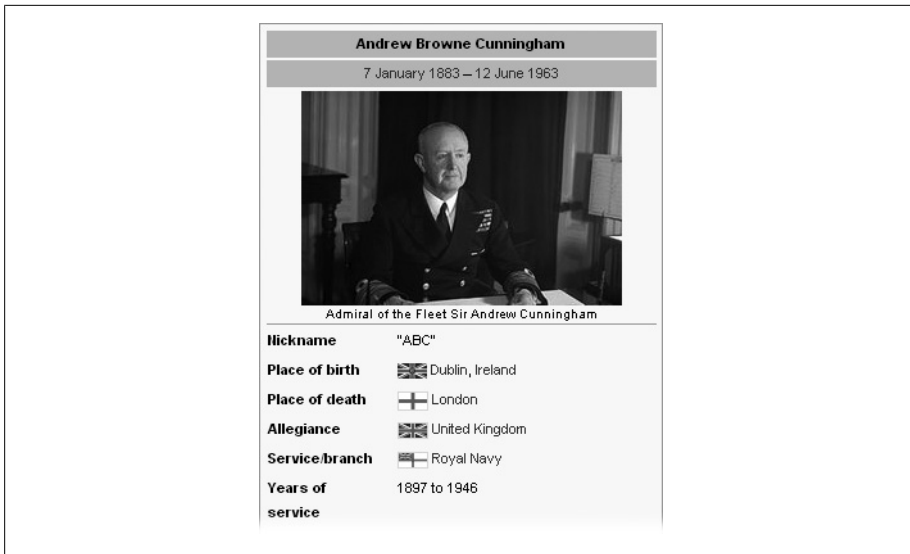 Andrew Browne Cunningham
7 January 1883 – 12 June 1963
Admiral of the Fleet Sir Andrew Cunningham
Nickname "ABC"
Place of birth Dublin, Ireland
Place of death London
Allegiance United Kingdom
Service/branch Royal Navy
Years of 1897 to 1946
service